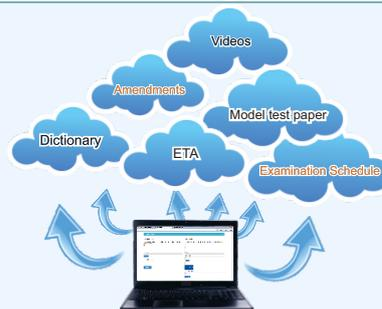 Videos
Amendments
Model test paper
Dictionary
ETA
Examination Schedule